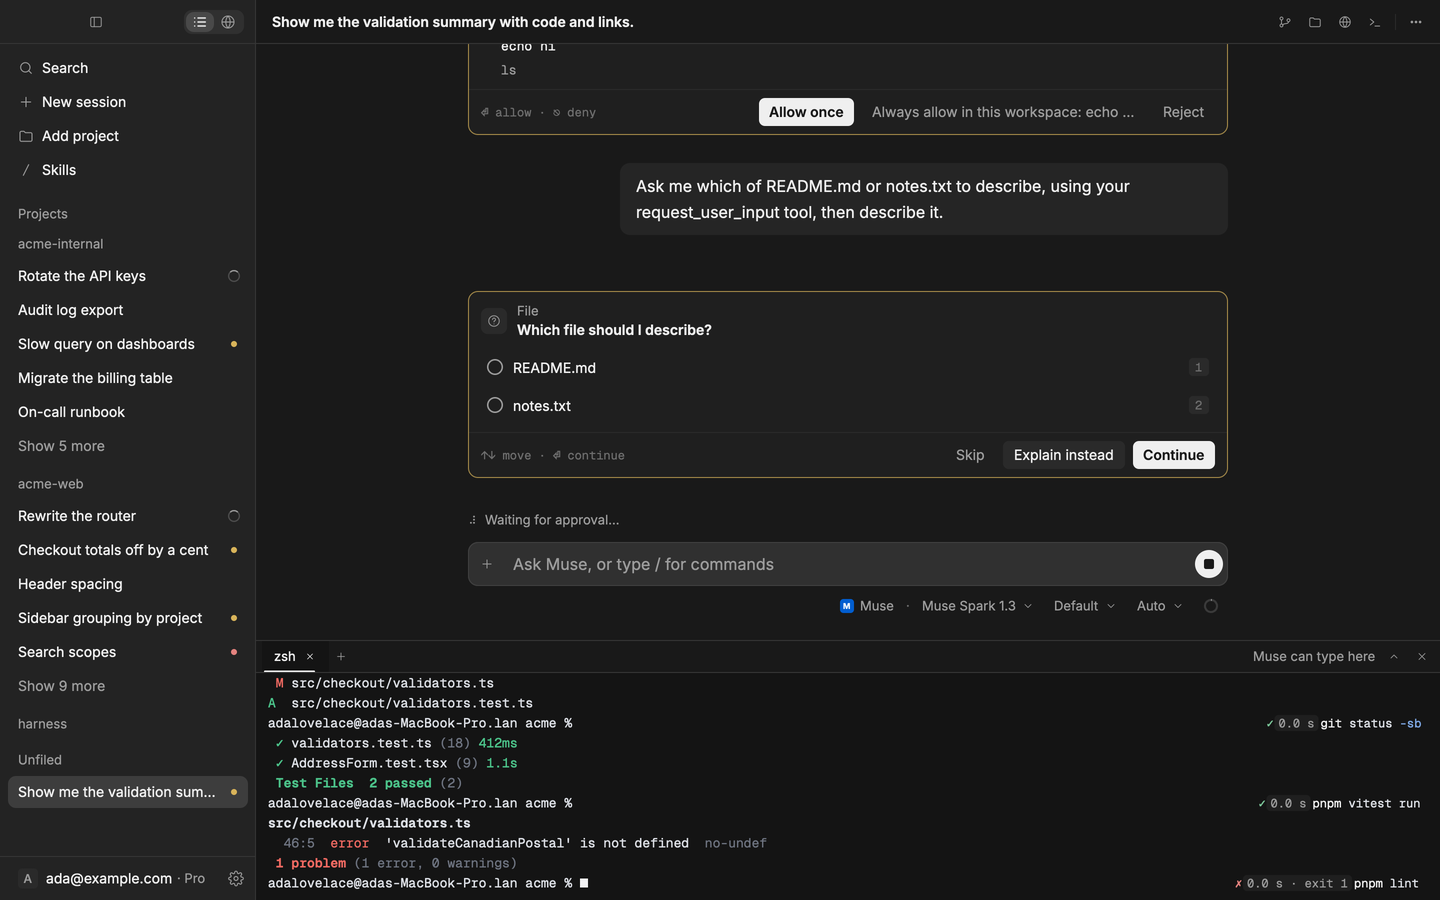 Show me the validation summary with code and links.
Search
New session
Add project
Skills
Projects
acme-internal
Rotate the API keys
Audit log export
Slow query on dashboards
Migrate the billing table
On-call runbook
Show 5 more
acme-web
Rewrite the router
Checkout totals off by a cent
Header spacing
Sidebar grouping by project
Search scopes
Show 9 more
harness
Unfiled
Show me the validation sum...
A ada@example.com · Pro
echo hi
ls
allow · deny
Allow once
Always allow in this workspace: echo ...
Reject
Ask me which of README.md or notes.txt to describe, using your
request_user_input tool, then describe it.
File
Which file should I describe?
README.md 1
notes.txt 2
move · continue
Skip
Explain instead
Continue
Waiting for approval...
Ask Muse, or type / for commands
M Muse · Muse Spark 1.3 Default Auto
zsh × +
Muse can type here
M src/checkout/validators.ts
A src/checkout/validators.test.ts
adalovelace@adas-MacBook-Pro.lan acme % ✓ 0.0 s git status -sb
✓ validators.test.ts (18) 412ms
✓ AddressForm.test.tsx (9) 1.1s
Test Files 2 passed (2)
adalovelace@adas-MacBook-Pro.lan acme % ✓ 0.0 s pnpm vitest run
src/checkout/validators.ts
46:5 error 'validateCanadianPostal' is not defined no-undef
1 problem (1 error, 0 warnings)
adalovelace@adas-MacBook-Pro.lan acme % ✗ 0.0 s · exit 1 pnpm lint